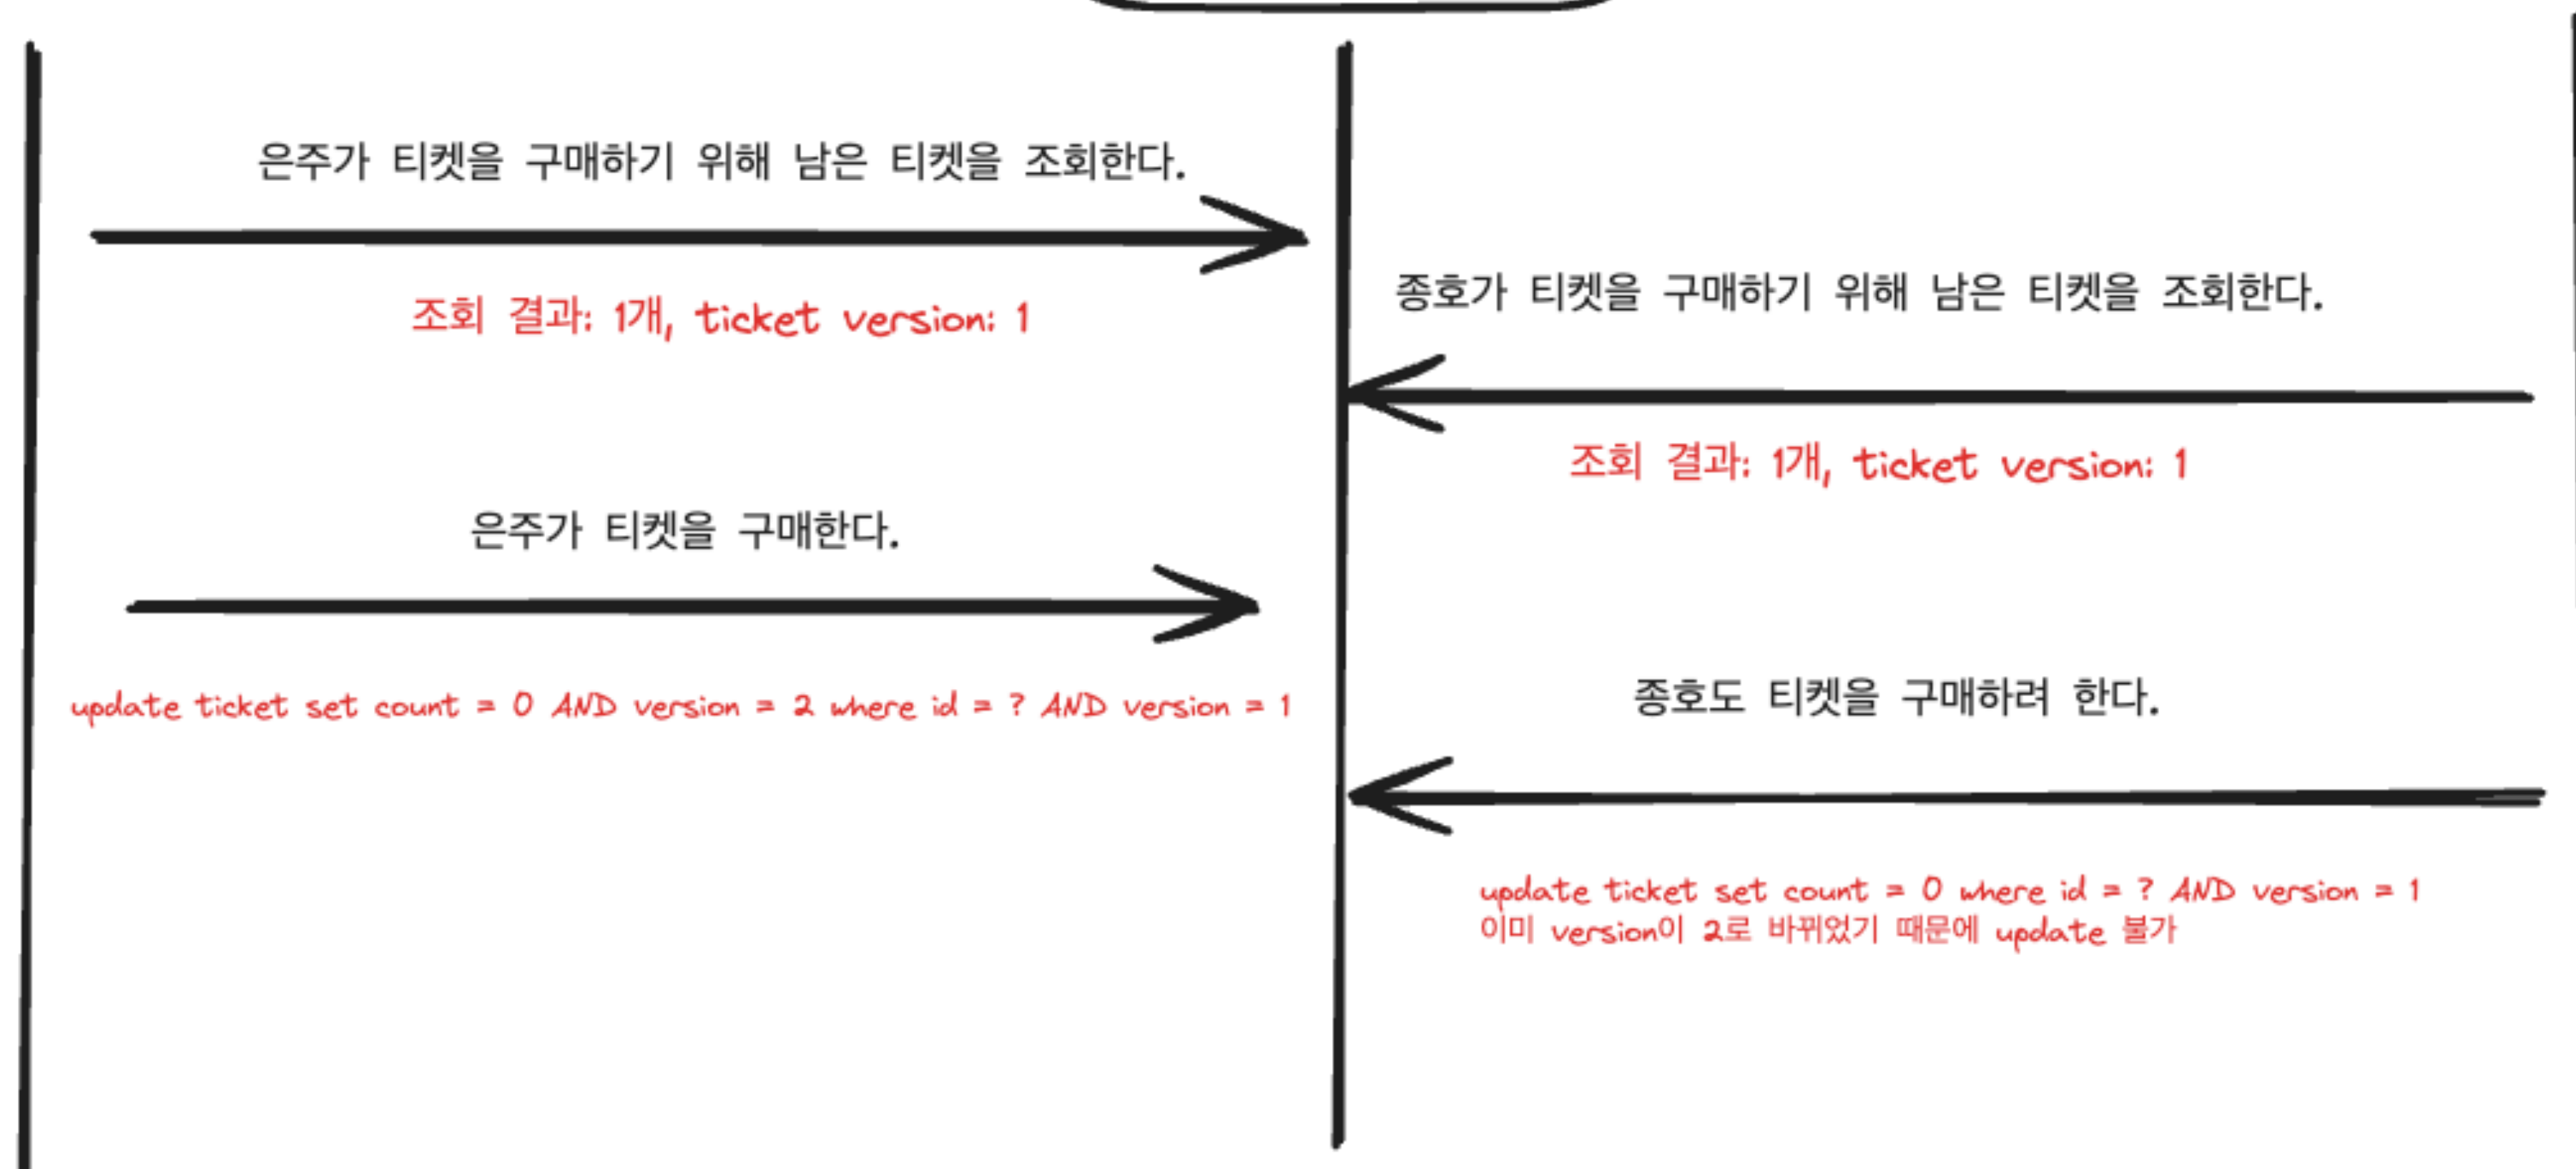 은주가 티켓을 구매하기 위해 남은 티켓을 조회한다.
조회 결과: 1개, ticket version: 1
종호가 티켓을 구매하기 위해 남은 티켓을 조회한다.
조회 결과: 1개, ticket version: 1
은주가 티켓을 구매한다.
update ticket set count = 0 AND version = 2 where id = ? AND version = 1
종호도 티켓을 구매하려 한다.
update ticket set count = 0 where id = ? AND version = 1
이미 version이 2로 바뀌었기 때문에 update 불가